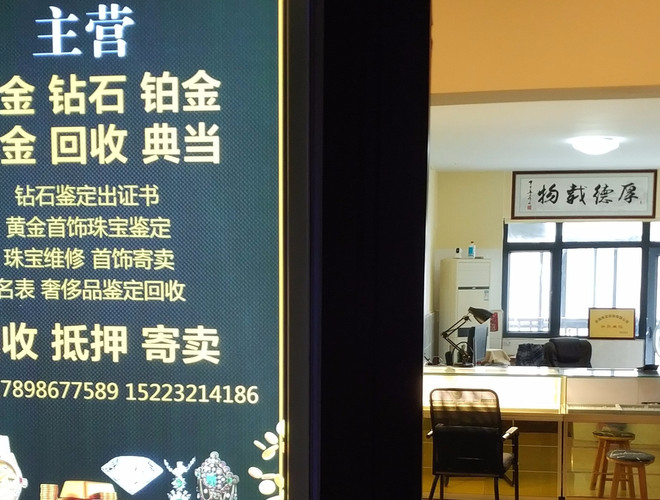 主营
金 钻石 铂金
金 回收 典当
钻石鉴定出证书
黄金首饰珠宝鉴定
珠宝维修 首饰寄卖
名表 奢侈品鉴定回收
收 抵押 寄卖
7898677589 15223214186
物載德厚